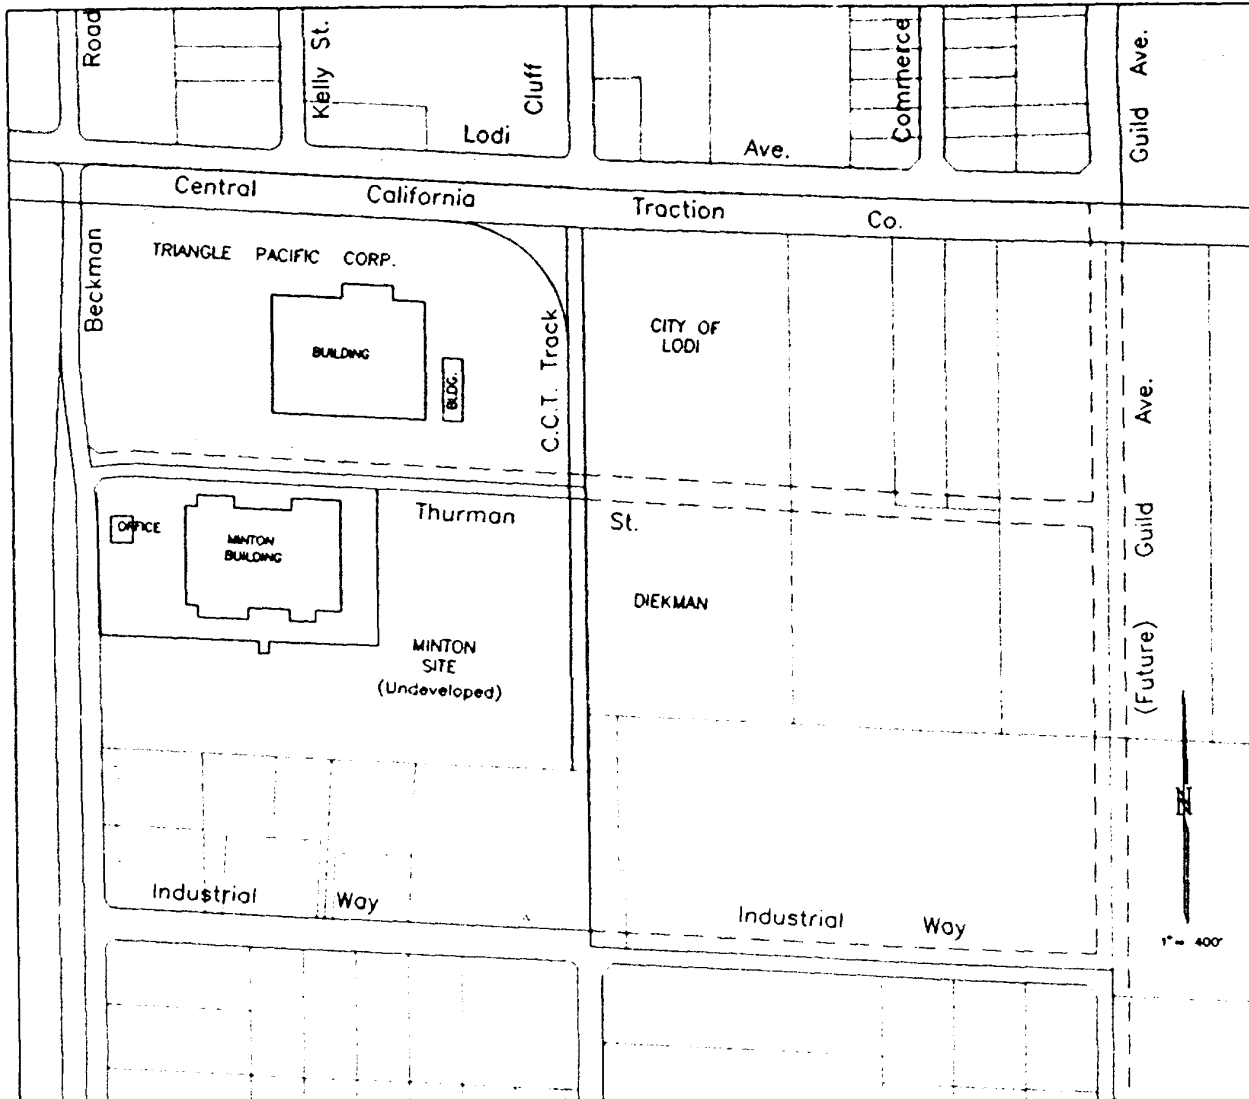 Road
Kelly St.
Cluff
Commerce
Guild Ave.
Lodi Ave.
Central California Traction Co.
Beckman
TRIANGLE PACIFIC CORP.
BUILDING
BLDG.
C.C.T. Track
CITY OF
LODI
(Future) Guild Ave.
Thurman St.
OFFICE
MINTON
BUILDING
DIEKMAN
MINTON
SITE
(Undeveloped)
N
Industrial Way
Industrial Way
1" = 400'